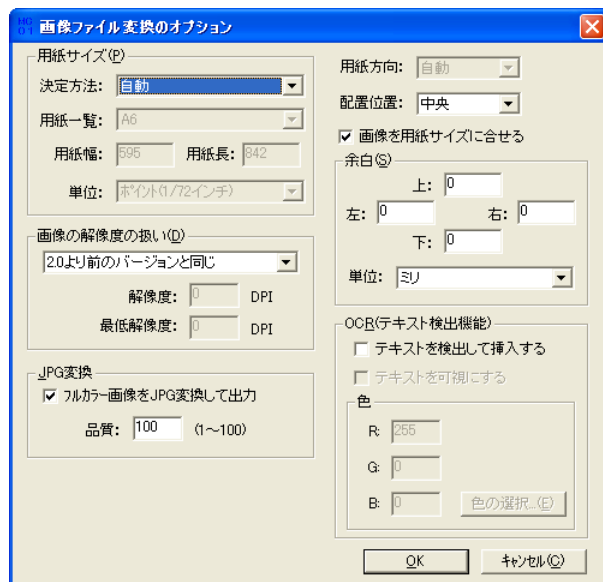 MG
01
画像ファイル変換のオプション
用紙サイズ(P)
決定方法: 自動
用紙一覧: A6
用紙幅: 595 用紙長: 842
単位: ポイント(1/72インチ)
画像の解像度の扱い(D)
2.0より前のバージョンと同じ
解像度: 0 DPI
最低解像度: 0 DPI
JPG変換
フルカラー画像をJPG変換して出力
品質: 100 (1～100)
用紙方向: 自動
配置位置: 中央
画像を用紙サイズに合せる
余白(S)
上: 0
左: 0 右: 0
下: 0
単位: ミリ
OCR(テキスト検出機能)
テキストを検出して挿入する
テキストを可視にする
色
R: 255
G: 0
B: 0 色の選択...(E)
OK キャンセル(C)